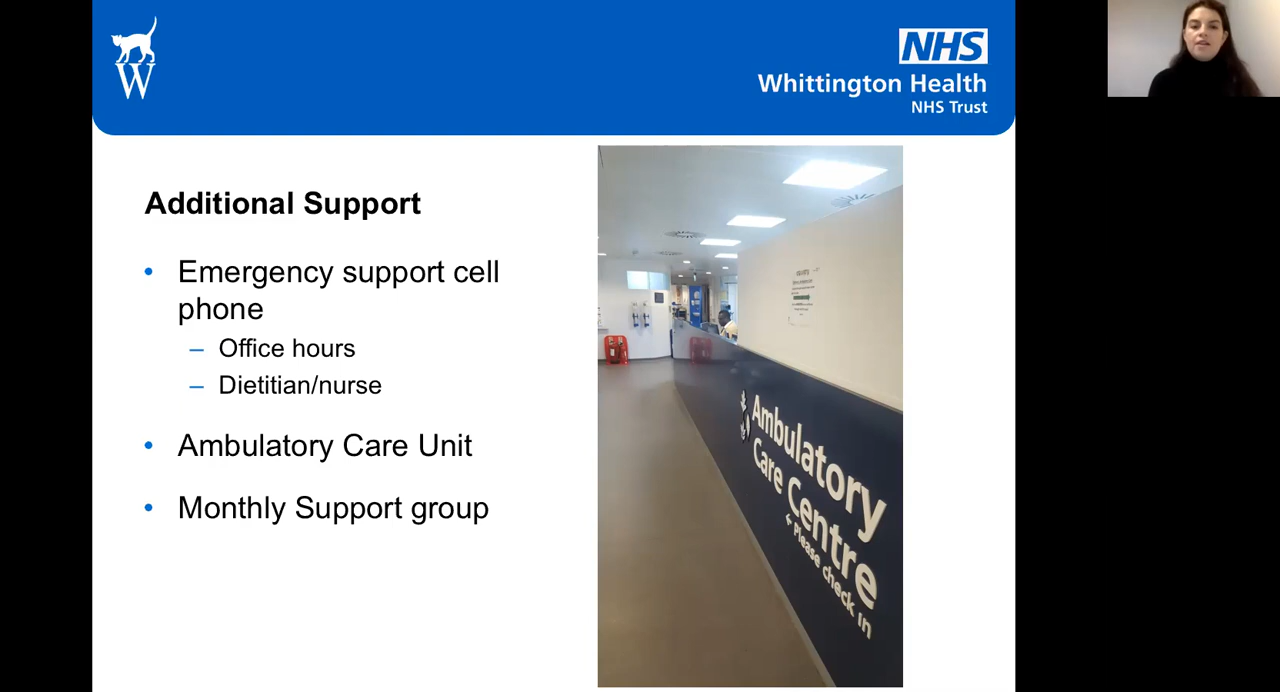 W
NHS
Whittington Health
NHS Trust
Additional Support
• Emergency support cell
phone
– Office hours
– Dietitian/nurse
• Ambulatory Care Unit
• Monthly Support group
Ambulatory
Care Centre
← Please check in